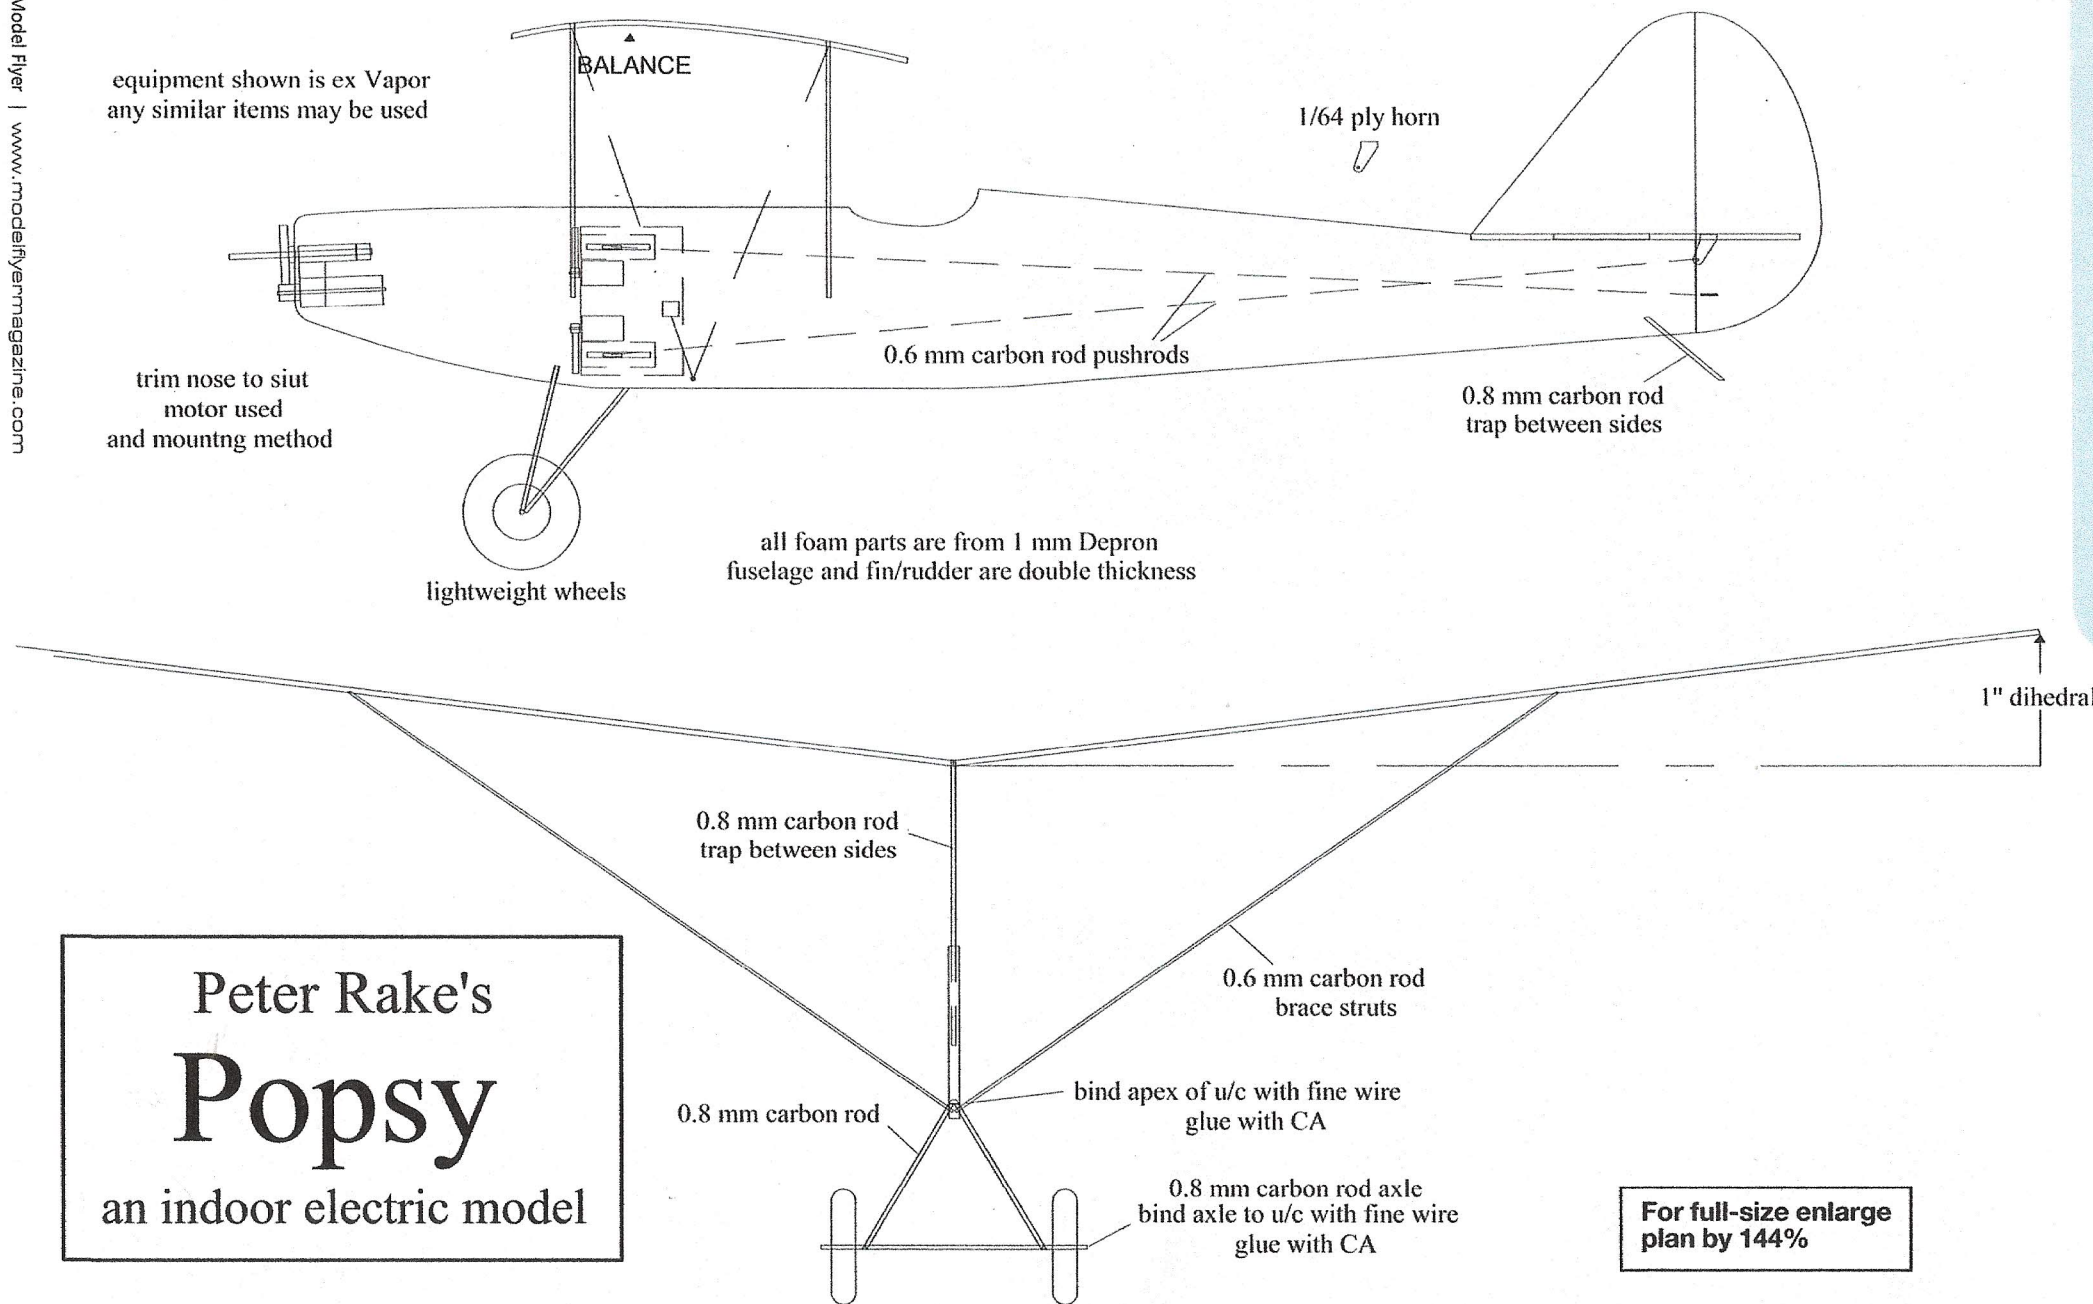 Model Flyer | www.modelflyermagazine.com
equipment shown is ex Vapor
any similar items may be used
BALANCE
1/64 ply horn
0.6 mm carbon rod pushrods
trim nose to siut
motor used
and mountng method
0.8 mm carbon rod
trap between sides
lightweight wheels
all foam parts are from 1 mm Depron
fuselage and fin/rudder are double thickness
1" dihedral
0.8 mm carbon rod
trap between sides
0.6 mm carbon rod
brace struts
Peter Rake's
Popsy
an indoor electric model
0.8 mm carbon rod
bind apex of u/c with fine wire
glue with CA
0.8 mm carbon rod axle
bind axle to u/c with fine wire
glue with CA
For full-size enlarge
plan by 144%